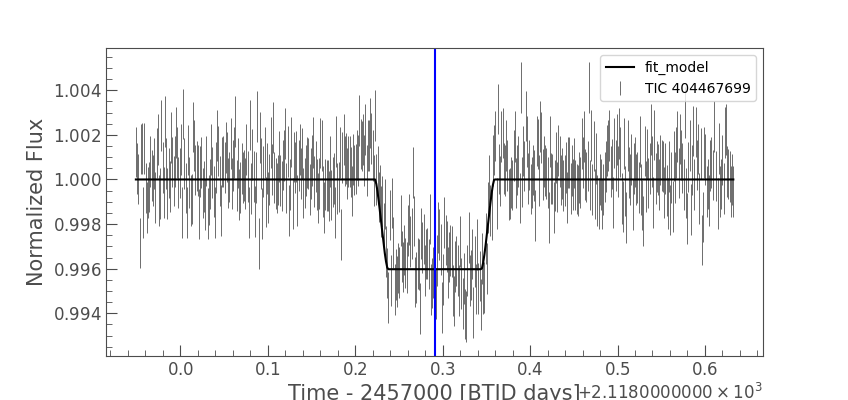 fit_model
TIC 404467699
1.004
1.002
1.000
0.998
0.996
0.994
Normalized Flux
0.0 0.1 0.2 0.3 0.4 0.5 0.6
Time - 2457000 [BTJD days]
+2.1180000000 × 10³